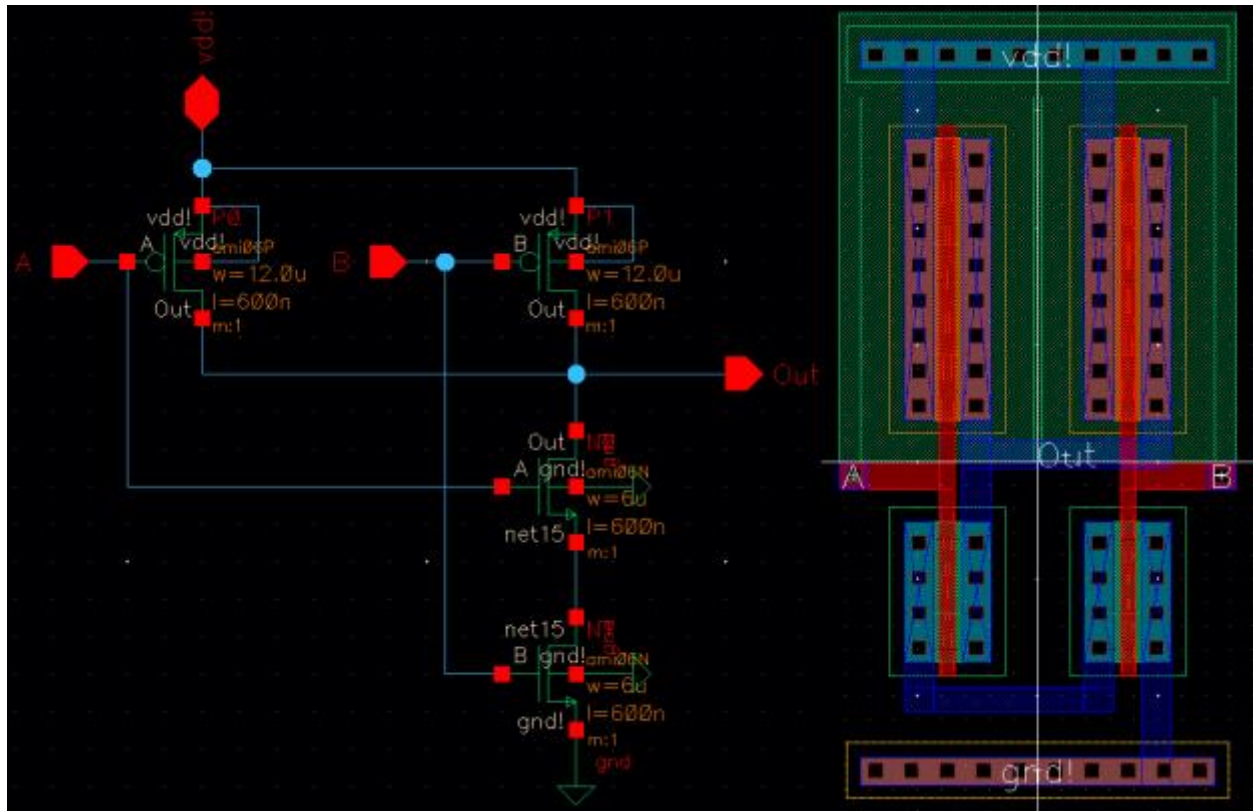 vdd!
vdd! P0
A vdd! ami06P
w=12.0u
l=600n
Out
m:1
A
vdd! P1
B vdd! ami06P
w=12.0u
l=600n
Out
m:1
B
Out
Out
A gnd! ami06N
w=6u
l=600n
net15
m:1
net15
B gnd! ami06N
w=6u
l=600n
gnd!
m:1
gnd
vdd!
Out
A
B
gnd!